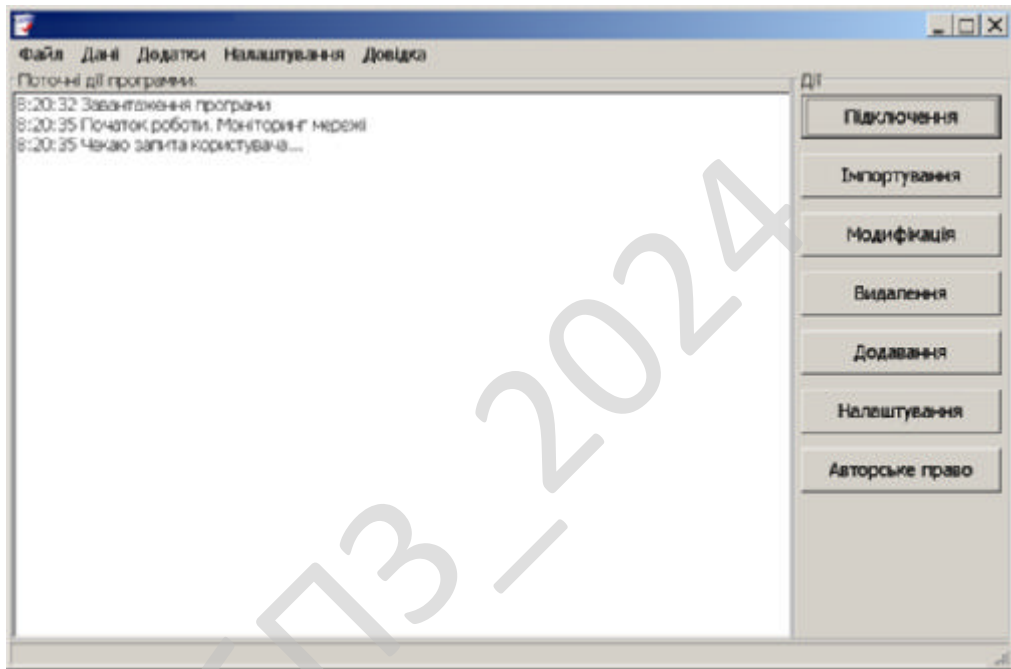 Файл Дані Додатки Налаштування Довідка
Поточні дії программи:
8:20:32 Завантаження програми
8:20:35 Початок роботи. Моніторинг мережі
8:20:35 Чекаю запита користувача...
Дії
Підключення
Імпортування
Модифікація
Видалення
Додавання
Налаштування
Авторське право
ПЗ_2024